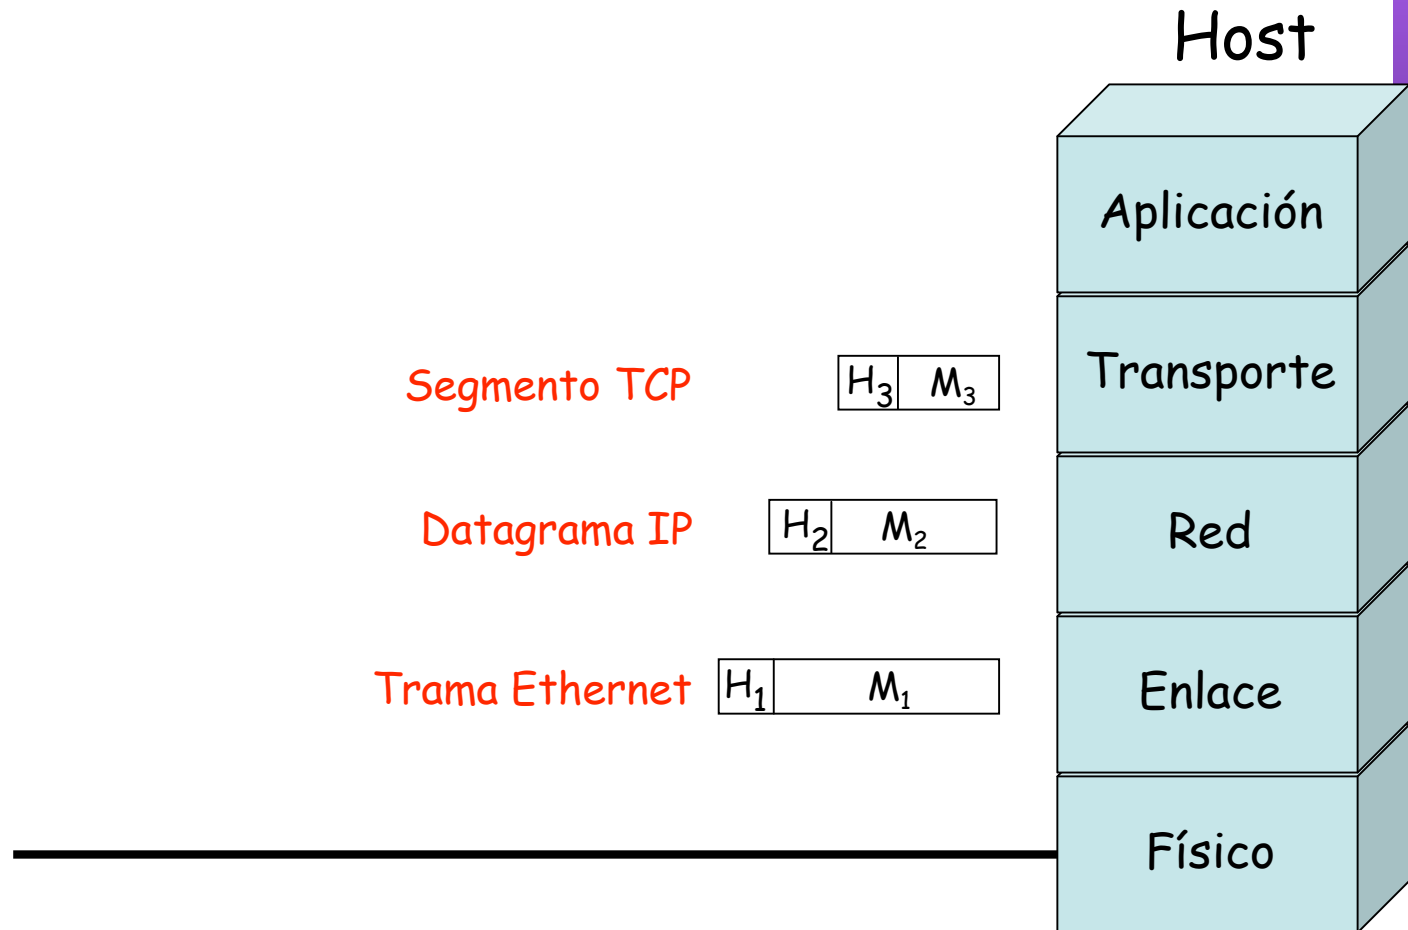 Host
Aplicación
Segmento TCP H₃ M₃ Transporte
Datagrama IP H₂ M₂ Red
Trama Ethernet H₁ M₁ Enlace
Físico